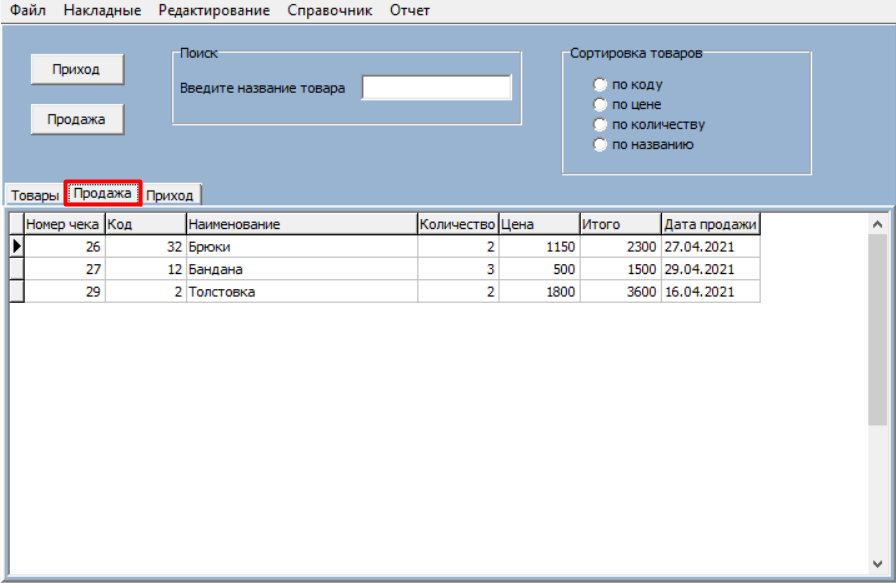 Файл Накладные Редактирование Справочник Отчет
Приход
Продажа
Поиск
Введите название товара
Сортировка товаров
по коду
по цене
по количеству
по названию
Товары Продажа Приход
Номер чека Код Наименование Количество Цена Итого Дата продажи
26 32 Брюки 2 1150 2300 27.04.2021
27 12 Бандана 3 500 1500 29.04.2021
29 2 Толстовка 2 1800 3600 16.04.2021